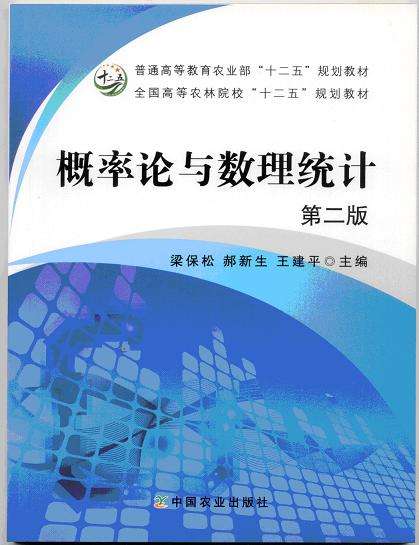 十二五
普通高等教育农业部“十二五”规划教材
全国高等农林院校“十二五”规划教材
概率论与数理统计
第二版
梁保松 郝新生 王建平◎主编
中国农业出版社